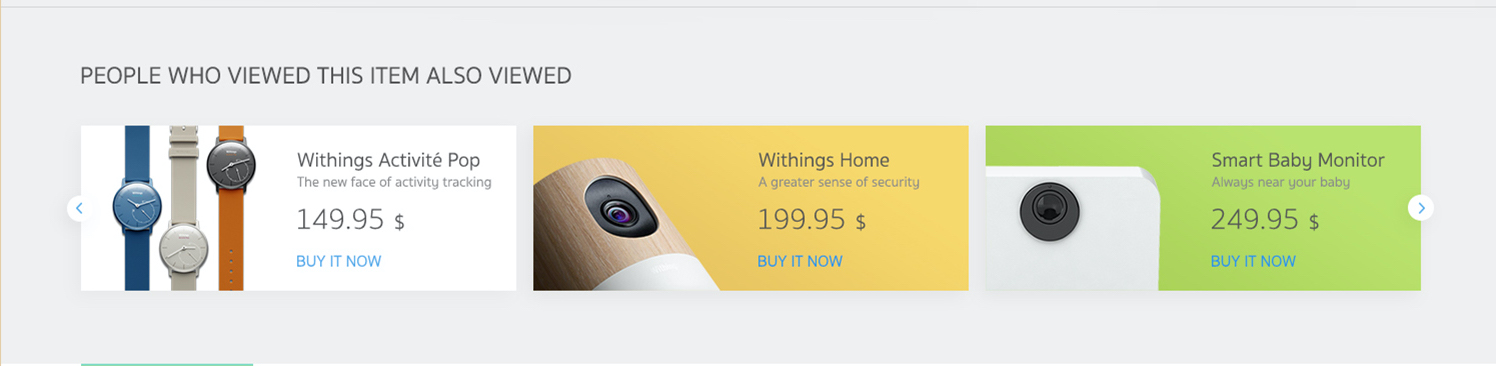 PEOPLE WHO VIEWED THIS ITEM ALSO VIEWED
Withings Activité Pop
The new face of activity tracking
149.95 $
BUY IT NOW
Withings Home
A greater sense of security
199.95 $
BUY IT NOW
Smart Baby Monitor
Always near your baby
249.95 $
BUY IT NOW